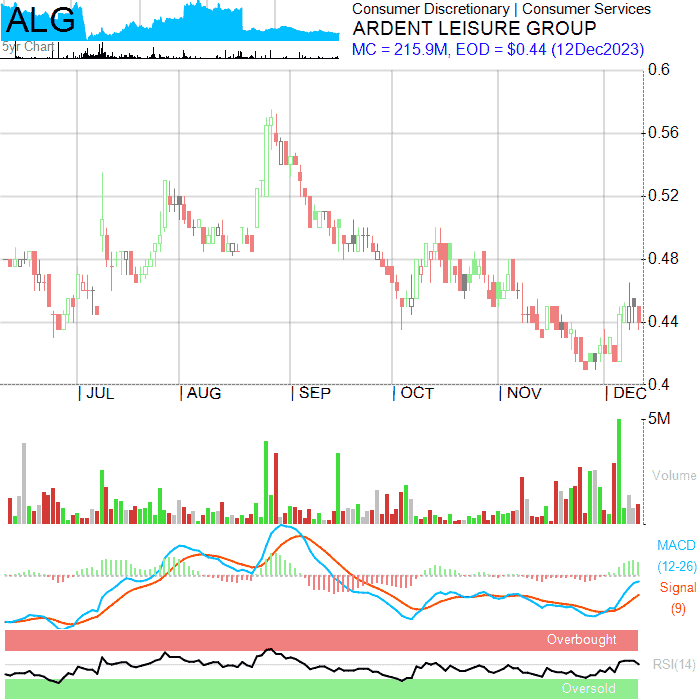 ALG
5yr Chart
Consumer Discretionary | Consumer Services
ARDENT LEISURE GROUP
MC = 215.9M, EOD = $0.44 (12Dec2023)
0.6
0.56
0.52
0.48
0.44
0.4
JUL AUG SEP OCT NOV DEC
5M
Volume
MACD
(12-26)
Signal
(9)
Overbought
RSI(14)
Oversold